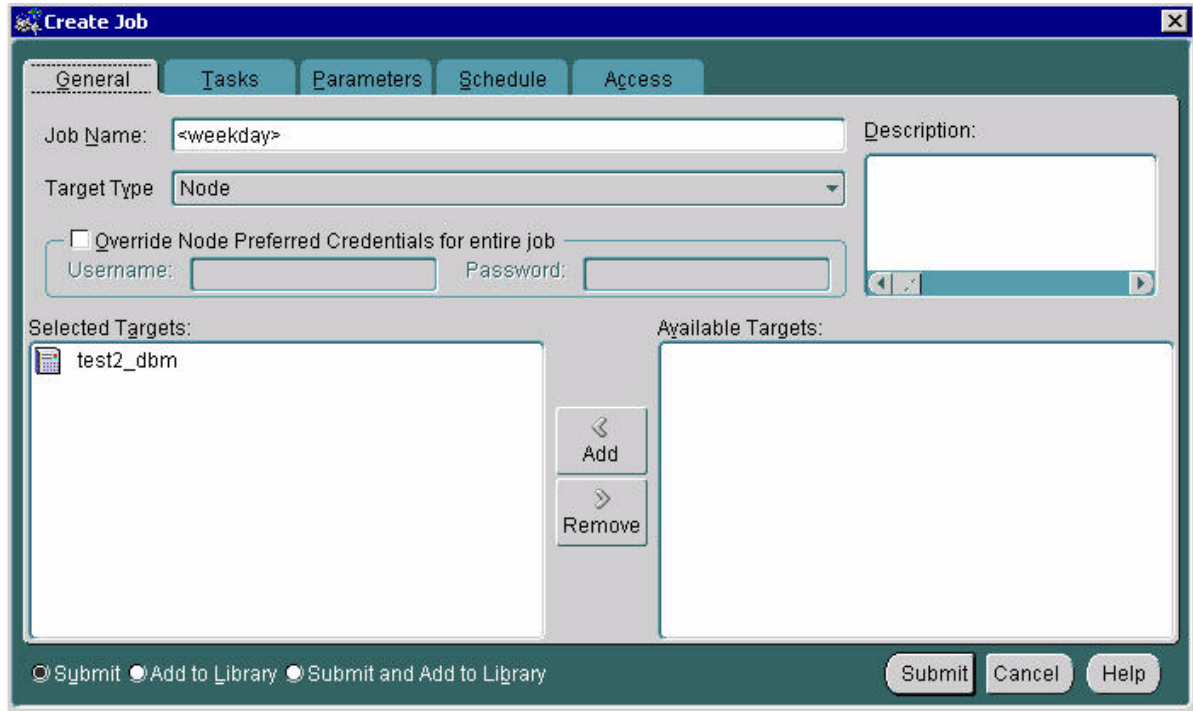 Create Job
General Tasks Parameters Schedule Access
Job Name: <weekday>
Description:
Target Type Node
Override Node Preferred Credentials for entire job
Username: Password:
Selected Targets: Available Targets:
test2_dbm
Add
Remove
Submit Add to Library Submit and Add to Library Submit Cancel Help